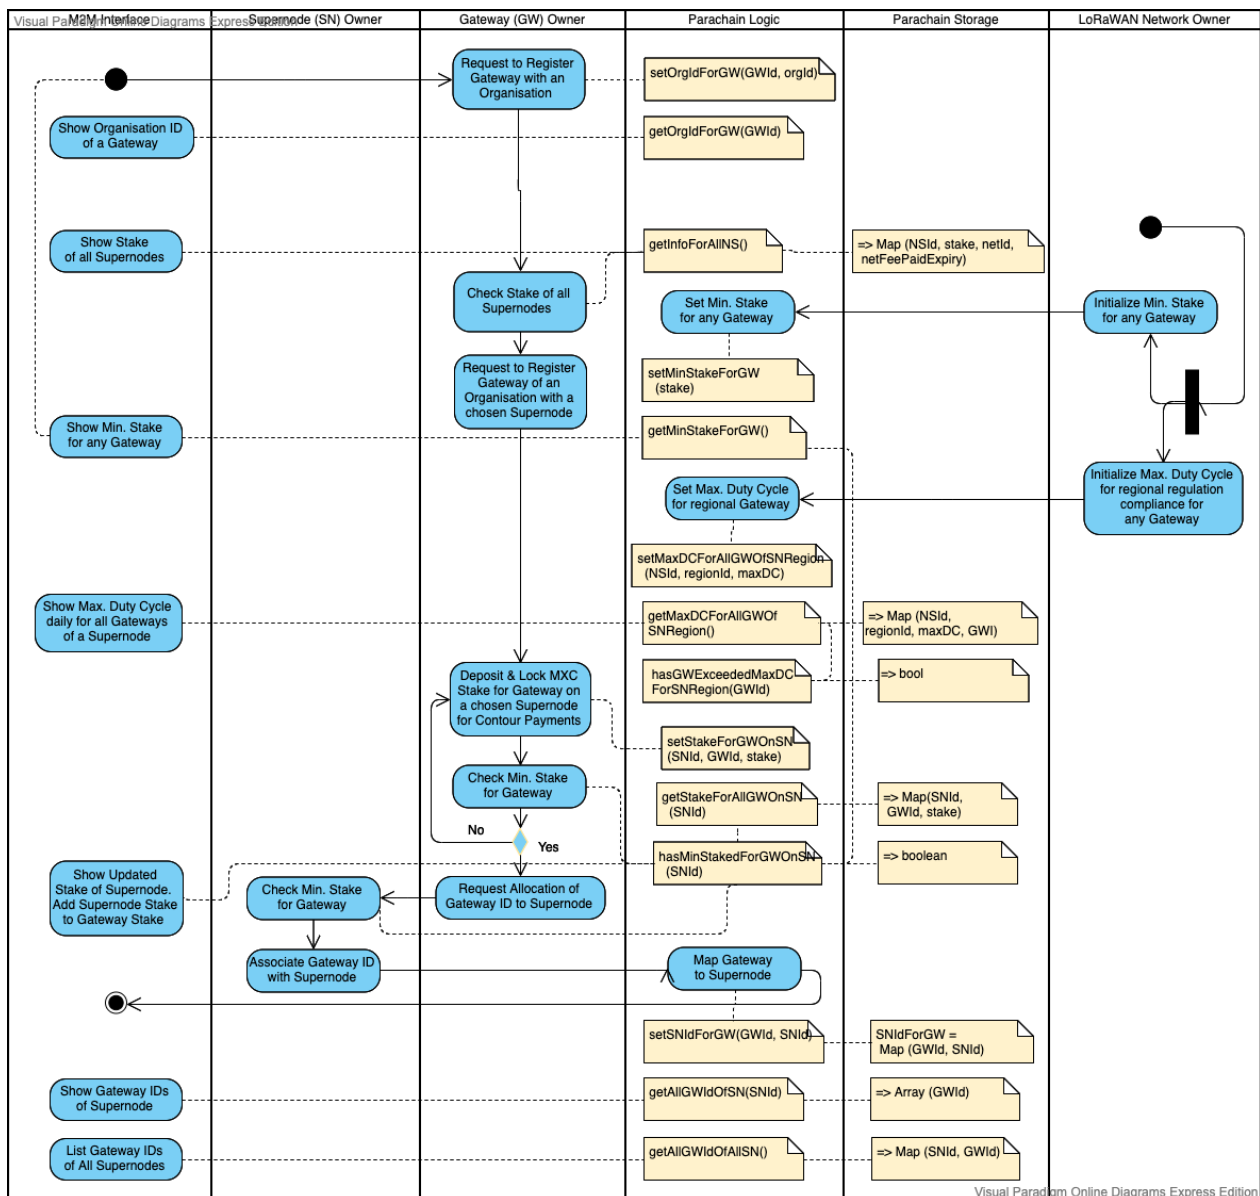 Visual Paradigm Online Diagrams Express Edition
M2M Interface
Supernode (SN) Owner
Gateway (GW) Owner
Parachain Logic
Parachain Storage
LoRaWAN Network Owner
Request to Register
Gateway with an
Organisation
setOrgIdForGW(GWId, orgId)
Show Organisation ID
of a Gateway
getOrgIdForGW(GWId)
Show Stake
of all Supernodes
getInfoForAllNS()
=> Map (NSId, stake, netId,
netFeePaidExpiry)
Check Stake of all
Supernodes
Set Min. Stake
for any Gateway
Initialize Min. Stake
for any Gateway
Request to Register
Gateway of an
Organisation with a
chosen Supernode
setMinStakeForGW
(stake)
Show Min. Stake
for any Gateway
getMinStakeForGW()
Set Max. Duty Cycle
for regional Gateway
Initialize Max. Duty Cycle
for regional regulation
compliance for
any Gateway
setMaxDCForAllGWOfSNRegion
(NSId, regionId, maxDC)
Show Max. Duty Cycle
daily for all Gateways
of a Supernode
getMaxDCForAllGWOf
SNRegion()
=> Map (NSId,
regionId, maxDC, GWI)
Deposit & Lock MXC
Stake for Gateway on
a chosen Supernode
for Contour Payments
hasGWExceededMaxDC
ForSNRegion(GWId)
=> bool
setStakeForGWOnSN
(SNId, GWId, stake)
Check Min. Stake
for Gateway
getStakeForAllGWOnSN
(SNId)
=> Map(SNId,
GWId, stake)
No
Yes
hasMinStakedForGWOnSN
(SNId)
=> boolean
Show Updated
Stake of Supernode.
Add Supernode Stake
to Gateway Stake
Check Min. Stake
for Gateway
Request Allocation of
Gateway ID to Supernode
Associate Gateway ID
with Supernode
Map Gateway
to Supernode
setSNIdForGW(GWId, SNId)
SNIdForGW =
Map (GWId, SNId)
Show Gateway IDs
of Supernode
getAllGWIdOfSN(SNId)
=> Array (GWId)
List Gateway IDs
of All Supernodes
getAllGWIdOfAllSN()
=> Map (SNId, GWId)
Visual Paradigm Online Diagrams Express Edition